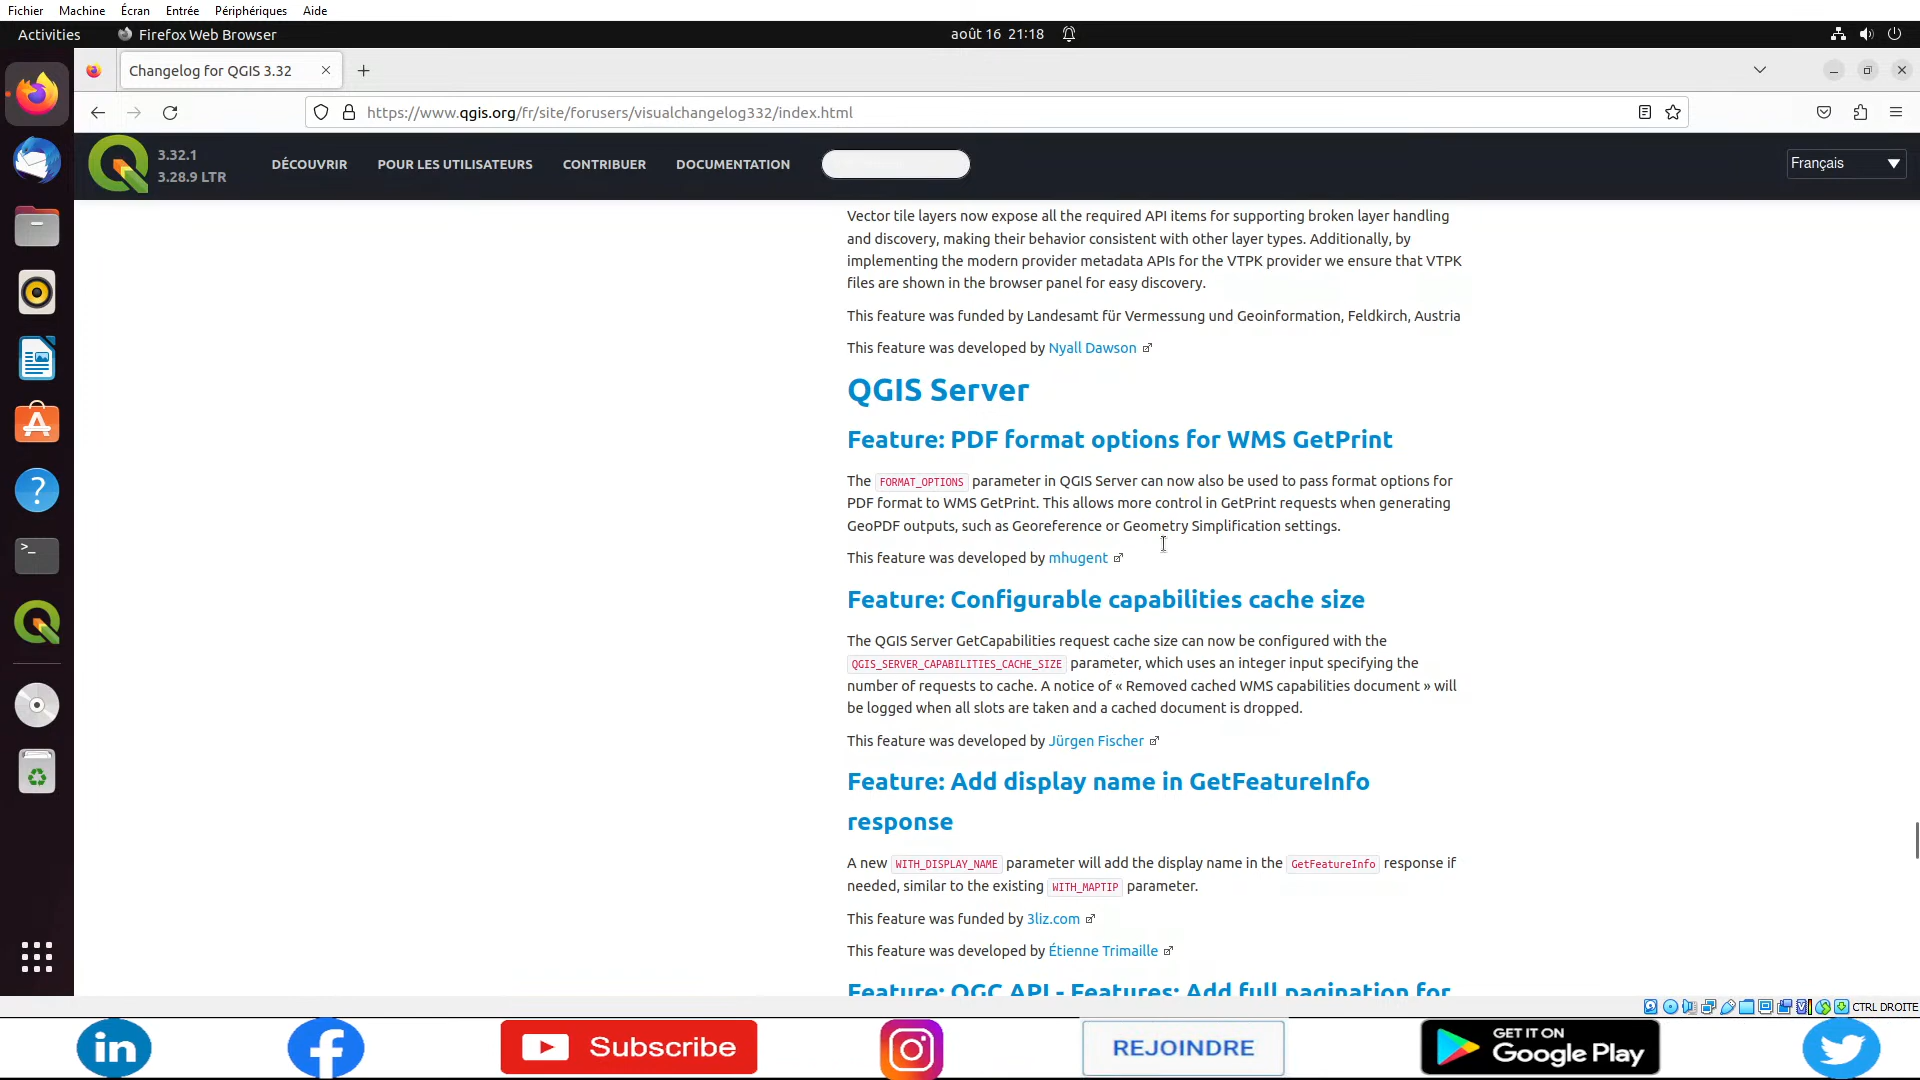 Fichier Machine Écran Entrée Périphériques Aide
Activities Firefox Web Browser août 16 21:18
Changelog for QGIS 3.32
https://www.qgis.org/fr/site/forusers/visualchangelog332/index.html
3.32.1
3.28.9 LTR
DÉCOUVRIR POUR LES UTILISATEURS CONTRIBUER DOCUMENTATION Français
Vector tile layers now expose all the required API items for supporting broken layer handling
and discovery, making their behavior consistent with other layer types. Additionally, by
implementing the modern provider metadata APIs for the VTPK provider we ensure that VTPK
files are shown in the browser panel for easy discovery.
This feature was funded by Landesamt für Vermessung und Geoinformation, Feldkirch, Austria
This feature was developed by Nyall Dawson
QGIS Server
Feature: PDF format options for WMS GetPrint
The FORMAT_OPTIONS parameter in QGIS Server can now also be used to pass format options for
PDF format to WMS GetPrint. This allows more control in GetPrint requests when generating
GeoPDF outputs, such as Georeference or Geometry Simplification settings.
This feature was developed by mhugent
Feature: Configurable capabilities cache size
The QGIS Server GetCapabilities request cache size can now be configured with the
QGIS_SERVER_CAPABILITIES_CACHE_SIZE parameter, which uses an integer input specifying the
number of requests to cache. A notice of « Removed cached WMS capabilities document » will
be logged when all slots are taken and a cached document is dropped.
This feature was developed by Jürgen Fischer
Feature: Add display name in GetFeatureInfo
response
A new WITH_DISPLAY_NAME parameter will add the display name in the GetFeatureInfo response if
needed, similar to the existing WITH_MAPTIP parameter.
This feature was funded by 3liz.com
This feature was developed by Étienne Trimaille
Feature: OGC API - Features: Add full pagination for
CTRL DROITE
in f Subscribe REJOINDRE GET IT ON
Google Play